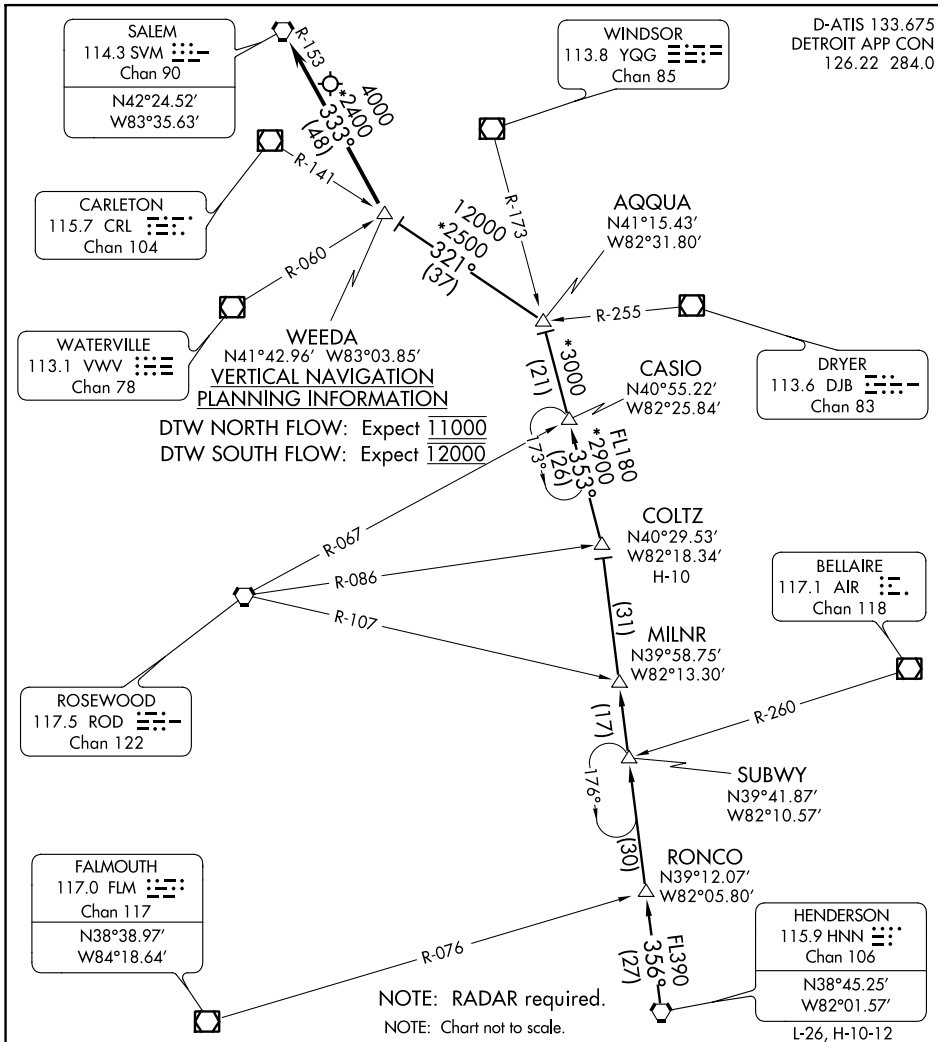 D-ATIS 133.675
DETROIT APP CON
126.22 284.0
SALEM
114.3 SVM
Chan 90
N42°24.52'
W83°35.63'
WINDSOR
113.8 YQG
Chan 85
R-153
4000
*2400
333°
(48)
CARLETON
115.7 CRL
Chan 104
R-141
R-173
AQQUA
N41°15.43'
W82°31.80'
12000
*2500
321°
(37)
R-060
WATERVILLE
113.1 VWV
Chan 78
WEEDA
N41°42.96' W83°03.85'
VERTICAL NAVIGATION
PLANNING INFORMATION
DTW NORTH FLOW: Expect 11000
DTW SOUTH FLOW: Expect 12000
R-255
DRYER
113.6 DJB
Chan 83
*3000
(21)
CASIO
N40°55.22'
W82°25.84'
FL180
*2900
353°
(26)
173°
COLTZ
N40°29.53'
W82°18.34'
H-10
R-067
R-086
R-107
ROSEWOOD
117.5 ROD
Chan 122
(31)
MILNR
N39°58.75'
W82°13.30'
BELLAIRE
117.1 AIR
Chan 118
R-260
(17)
SUBWY
N39°41.87'
W82°10.57'
176°
(30)
RONCO
N39°12.07'
W82°05.80'
FALMOUTH
117.0 FLM
Chan 117
N38°38.97'
W84°18.64'
R-076
FL390
356°
(27)
HENDERSON
115.9 HNN
Chan 106
N38°45.25'
W82°01.57'
L-26, H-10-12
NOTE: RADAR required.
NOTE: Chart not to scale.